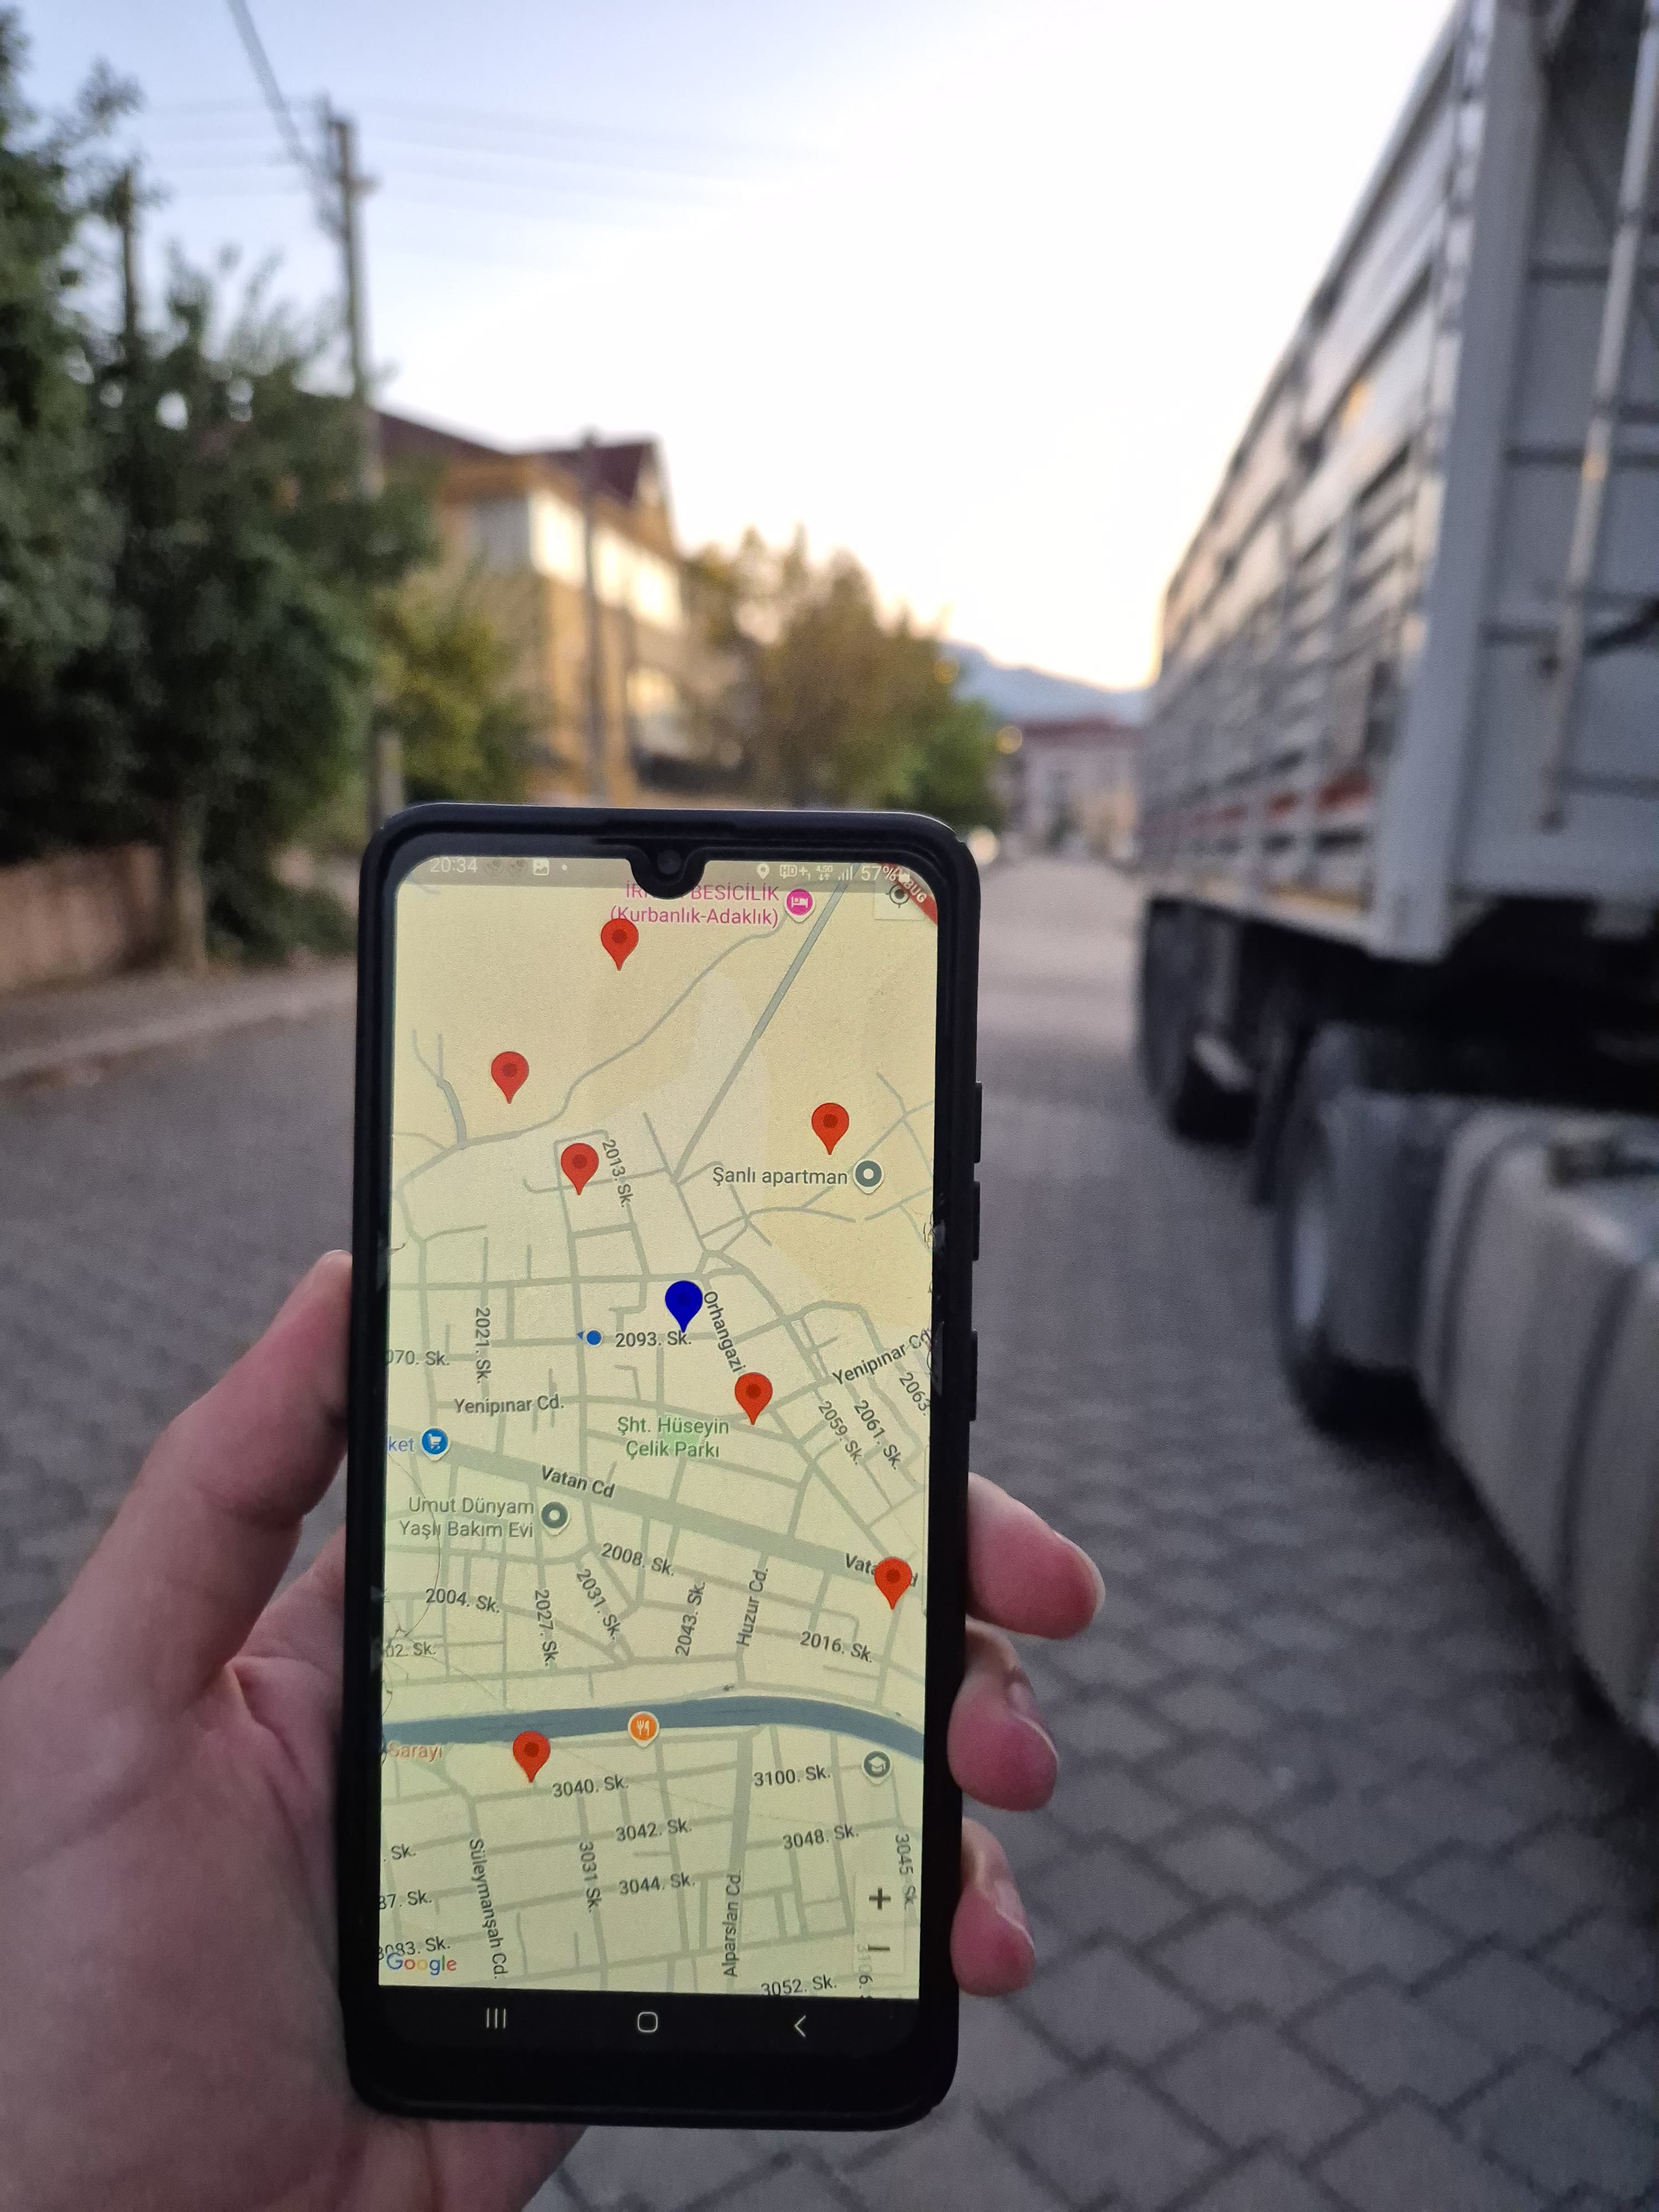 20:34
57%
BESİCİLİK
(Kurbanlık-Adaklık)
2013. Sk.
Şanlı apartman
Orhangazi
2093. Sk.
2021. Sk.
070. Sk.
Yenipınar Cd.
Yenipınar Cd.
2063.
2061. Sk.
2059. Sk.
Şht. Hüseyin
Çelik Parkı
ket
Vatan Cd
Umut Dünyam
Yaşlı Bakım Evi
2008. Sk.
2004. Sk.
2027. Sk.
2031. Sk.
2043. Sk.
Huzur Cd.
2016. Sk.
02. Sk.
Sarayı
3040. Sk.
3100. Sk.
3042. Sk.
3048. Sk.
3044. Sk.
3031 Sk.
3045 Sk.
. Sk.
37. Sk.
3083. Sk.
Süleymanşah Cd.
Alparslan Cd.
3052. Sk.
Google